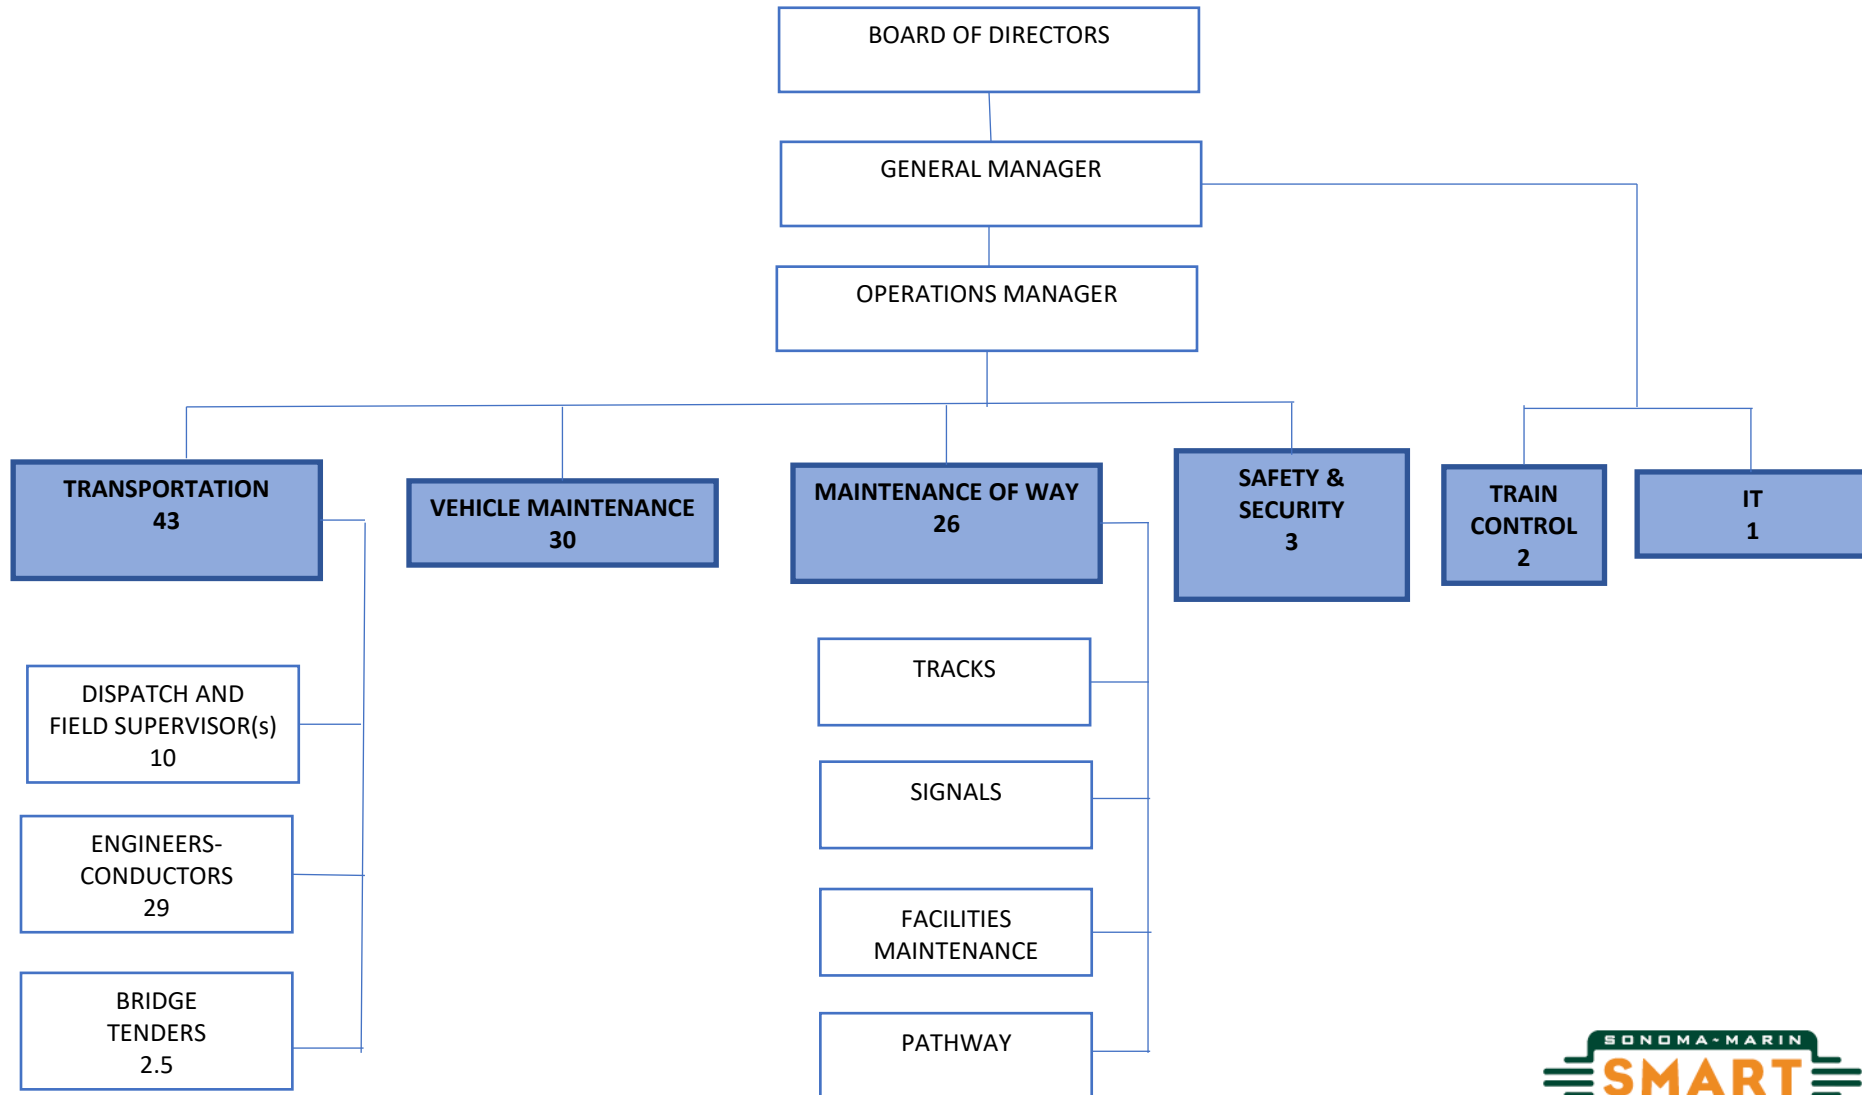 BOARD OF DIRECTORS
GENERAL MANAGER
OPERATIONS MANAGER
TRANSPORTATION
43
VEHICLE MAINTENANCE
30
MAINTENANCE OF WAY
26
SAFETY &
SECURITY
3
TRAIN
CONTROL
2
IT
1
DISPATCH AND
FIELD SUPERVISOR(s)
10
ENGINEERS-
CONDUCTORS
29
BRIDGE
TENDERS
2.5
TRACKS
SIGNALS
FACILITIES
MAINTENANCE
PATHWAY
SONOMA~MARIN
SMART